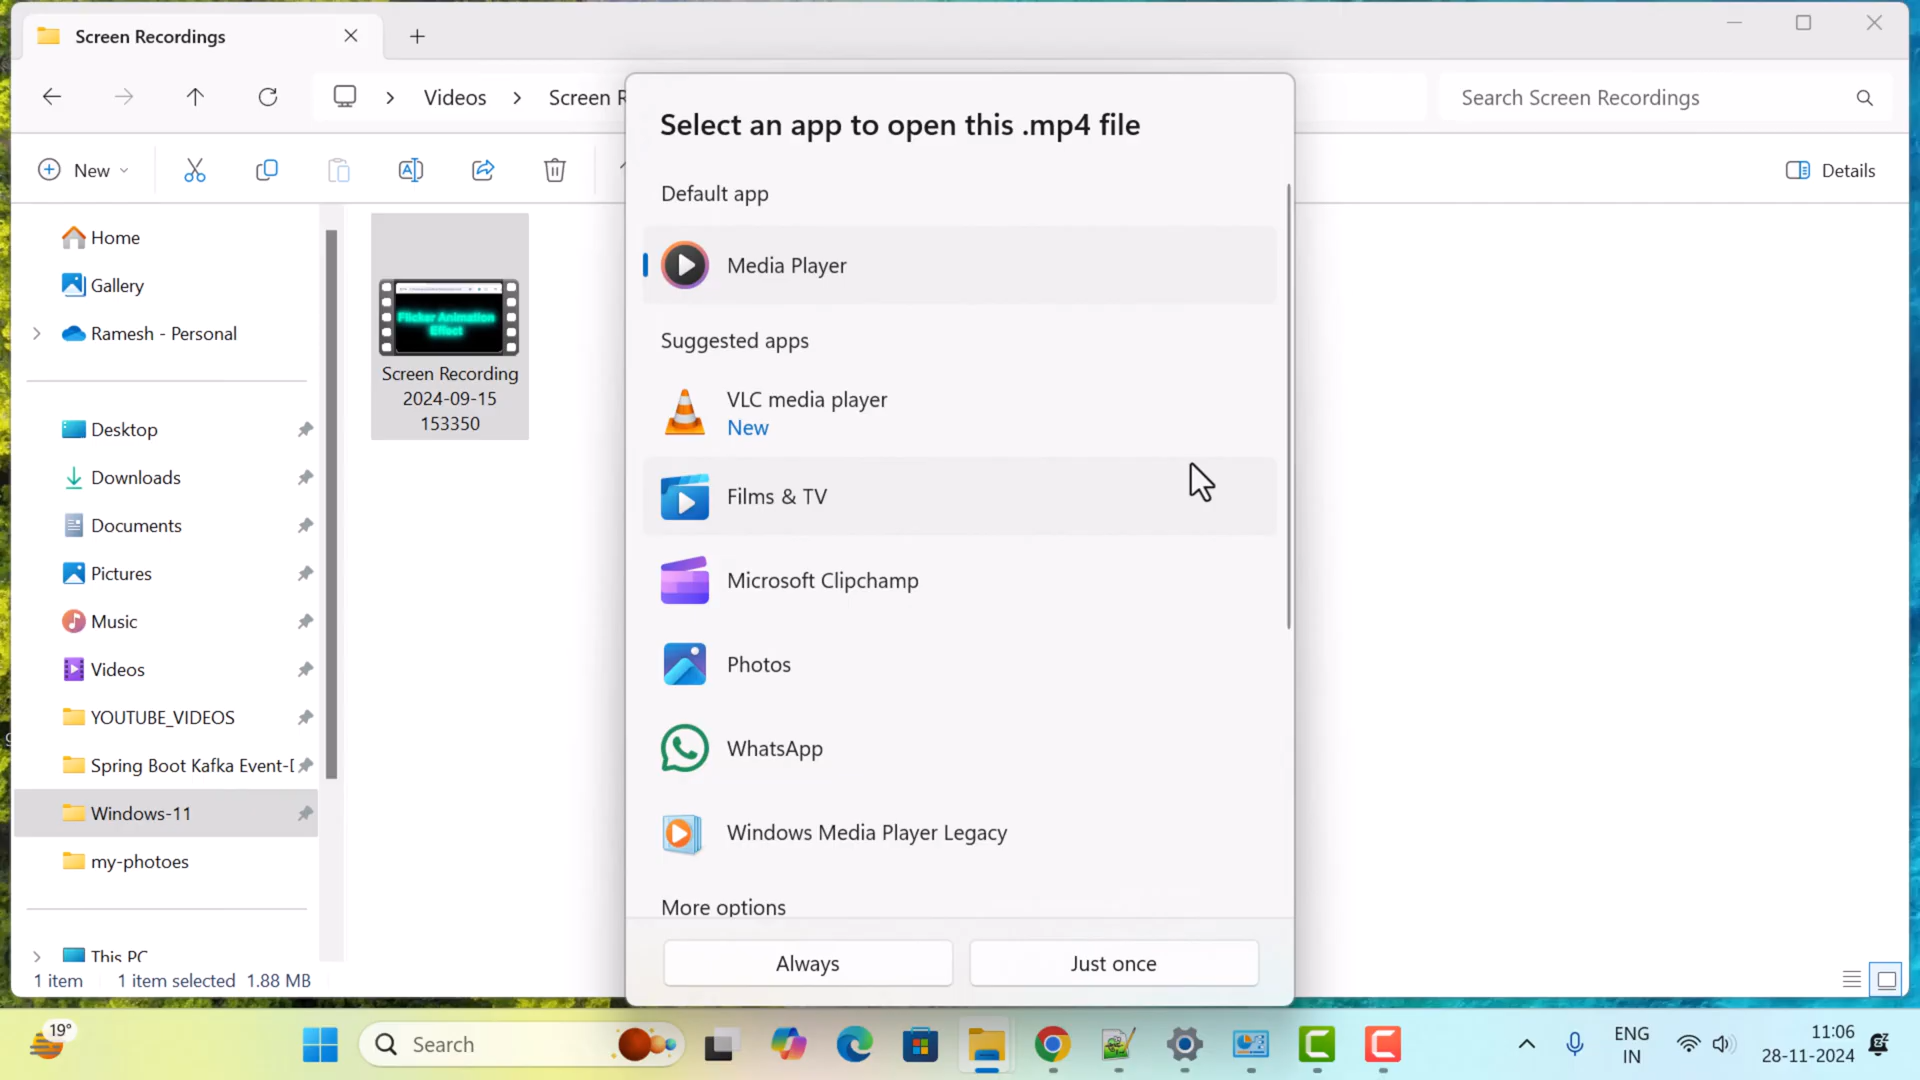 Screen Recordings
Videos
Screen R
Search Screen Recordings
New
Details
Home
Gallery
Ramesh - Personal
Desktop
Downloads
Documents
Pictures
Music
Videos
YOUTUBE_VIDEOS
Spring Boot Kafka Event-[
Windows-11
my-photoes
This PC
1 item
1 item selected 1.88 MB
Flicker Animation
Effect
Screen Recording
2024-09-15
153350
Select an app to open this .mp4 file
Default app
Media Player
Suggested apps
VLC media player
New
Films & TV
Microsoft Clipchamp
Photos
WhatsApp
Windows Media Player Legacy
More options
Always
Just once
19°
Search
ENG
IN
11:06
28-11-2024